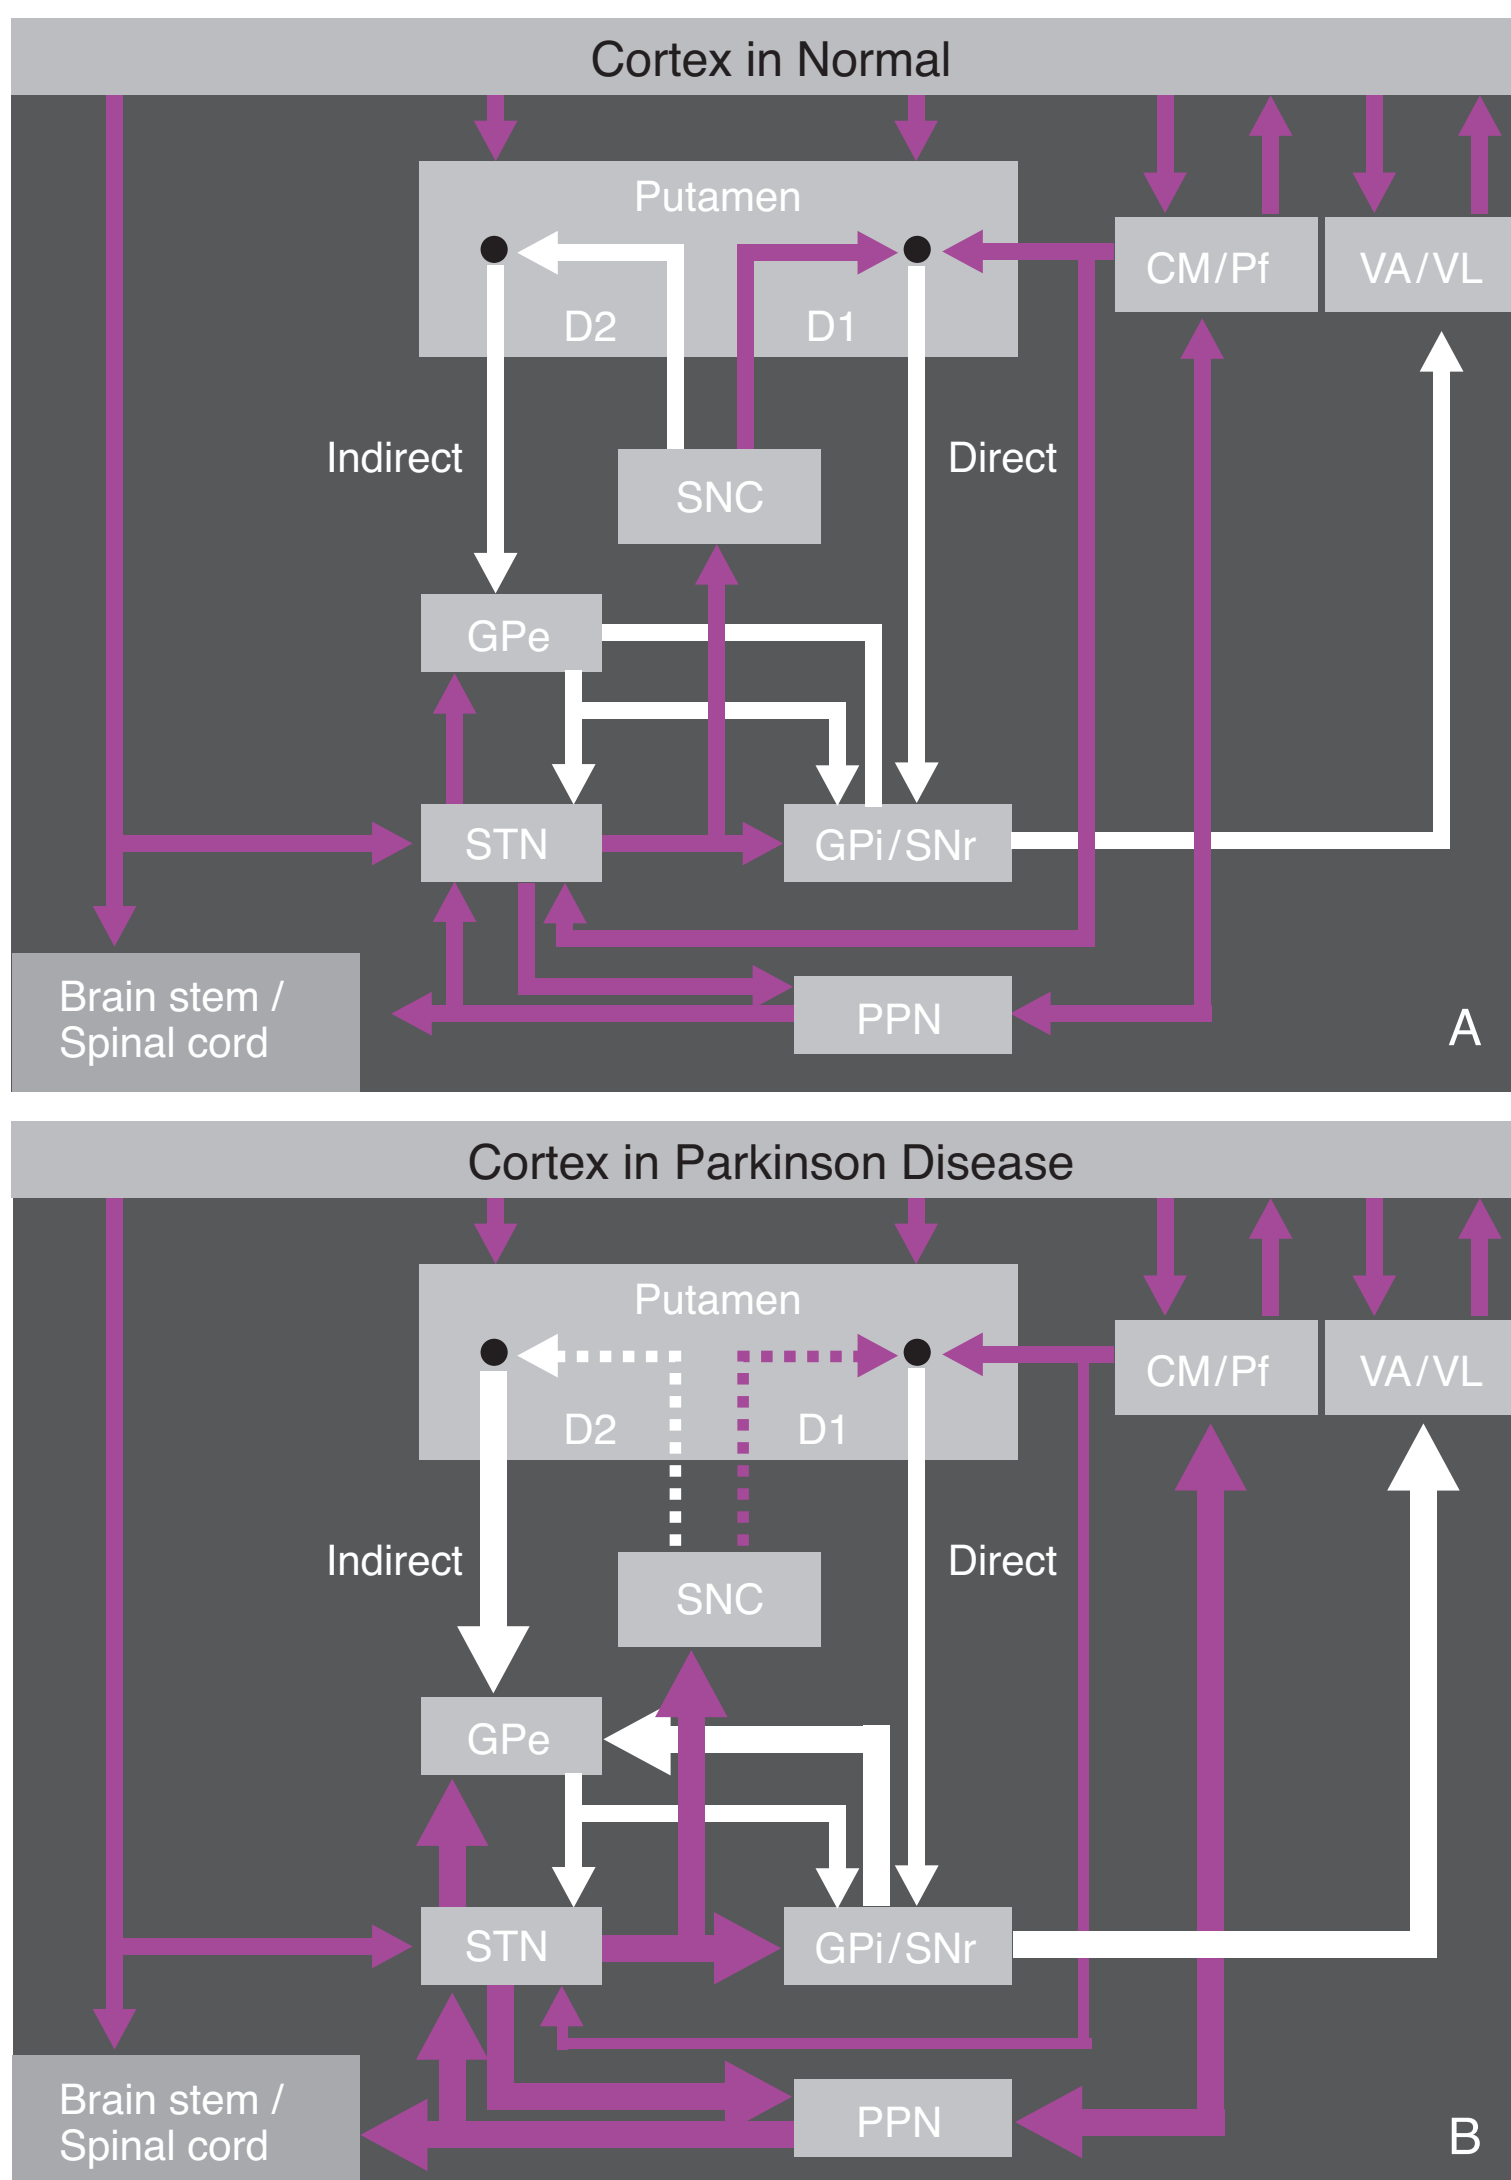 Cortex in Normal
Putamen
CM/Pf
VA/VL
D2
D1
Indirect
Direct
SNC
GPe
STN
GPi/SNr
Brain stem /
Spinal cord
PPN
A
Cortex in Parkinson Disease
Putamen
CM/Pf
VA/VL
D2
D1
Indirect
Direct
SNC
GPe
STN
GPi/SNr
Brain stem /
Spinal cord
PPN
B